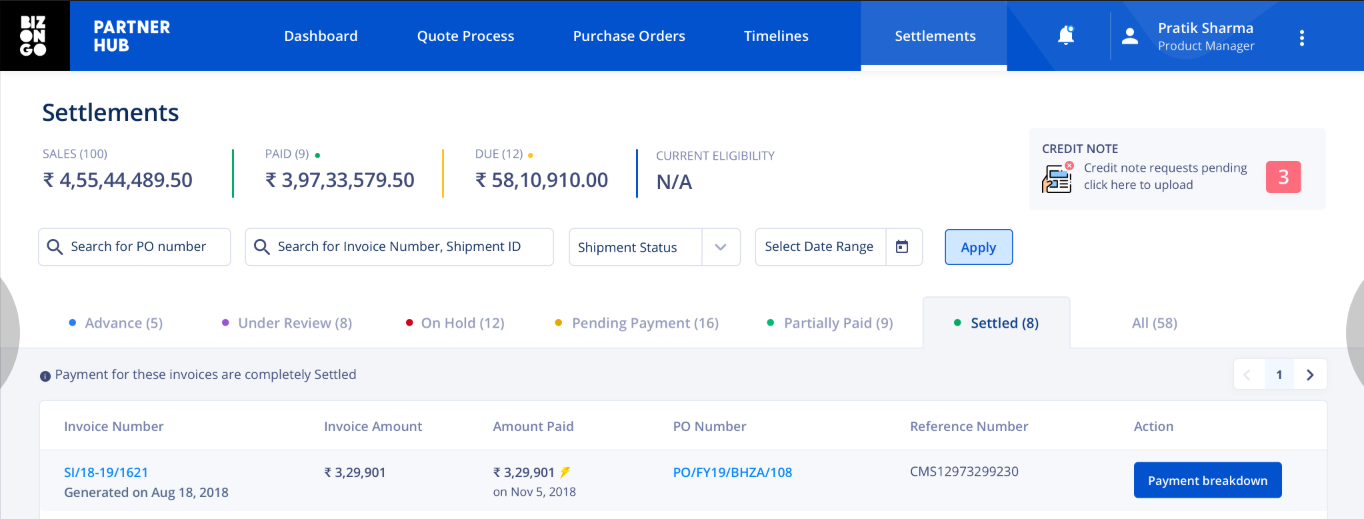 BIZ
ON
GO
PARTNER
HUB
Dashboard
Quote Process
Purchase Orders
Timelines
Settlements
Pratik Sharma
Product Manager
Settlements
SALES (100)
₹ 4,55,44,489.50
PAID (9)
₹ 3,97,33,579.50
DUE (12)
₹ 58,10,910.00
CURRENT ELIGIBILITY
N/A
CREDIT NOTE
Credit note requests pending
click here to upload
3
Search for PO number
Search for Invoice Number, Shipment ID
Shipment Status
Select Date Range
Apply
Advance (5)
Under Review (8)
On Hold (12)
Pending Payment (16)
Partially Paid (9)
Settled (8)
All (58)
Payment for these invoices are completely Settled
1
Invoice Number
Invoice Amount
Amount Paid
PO Number
Reference Number
Action
SI/18-19/1621
Generated on Aug 18, 2018
₹ 3,29,901
₹ 3,29,901
on Nov 5, 2018
PO/FY19/BHZA/108
CMS12973299230
Payment breakdown